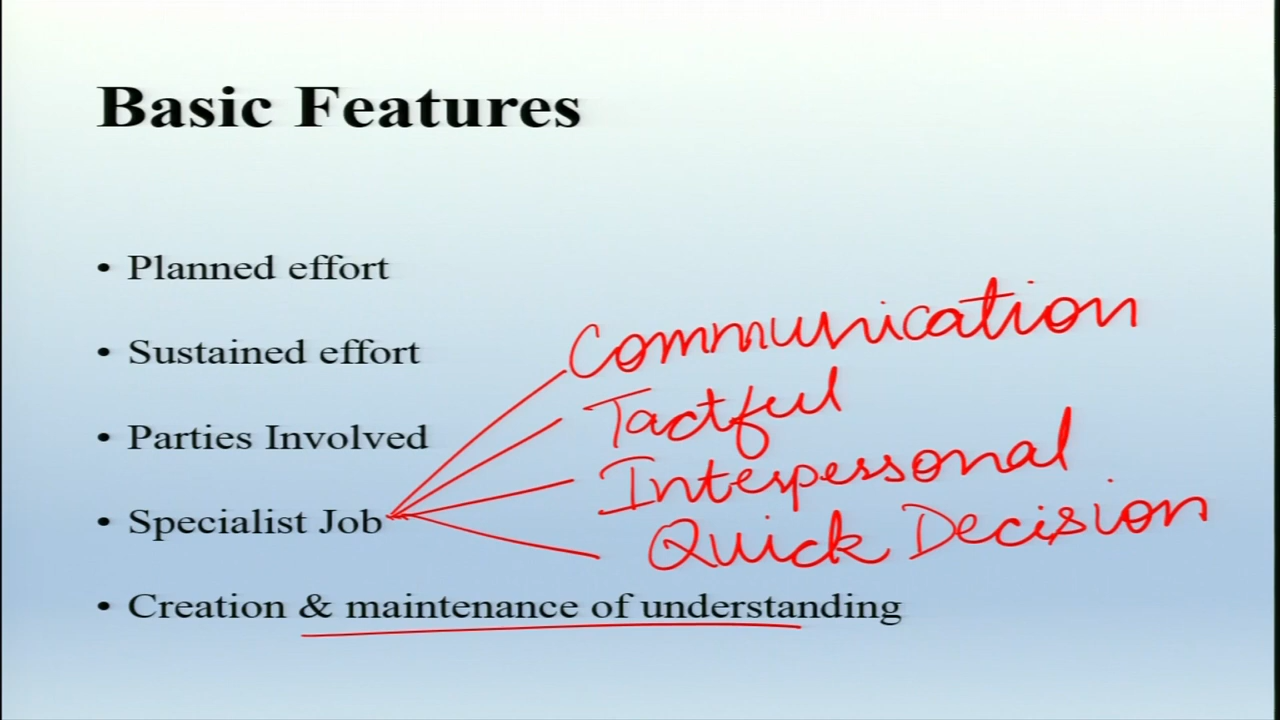 Basic Features
• Planned effort
• Sustained effort
• Parties Involved
• Specialist Job
• Creation & maintenance of understanding
Communication
Tactful
Interpersonal
Quick Decision